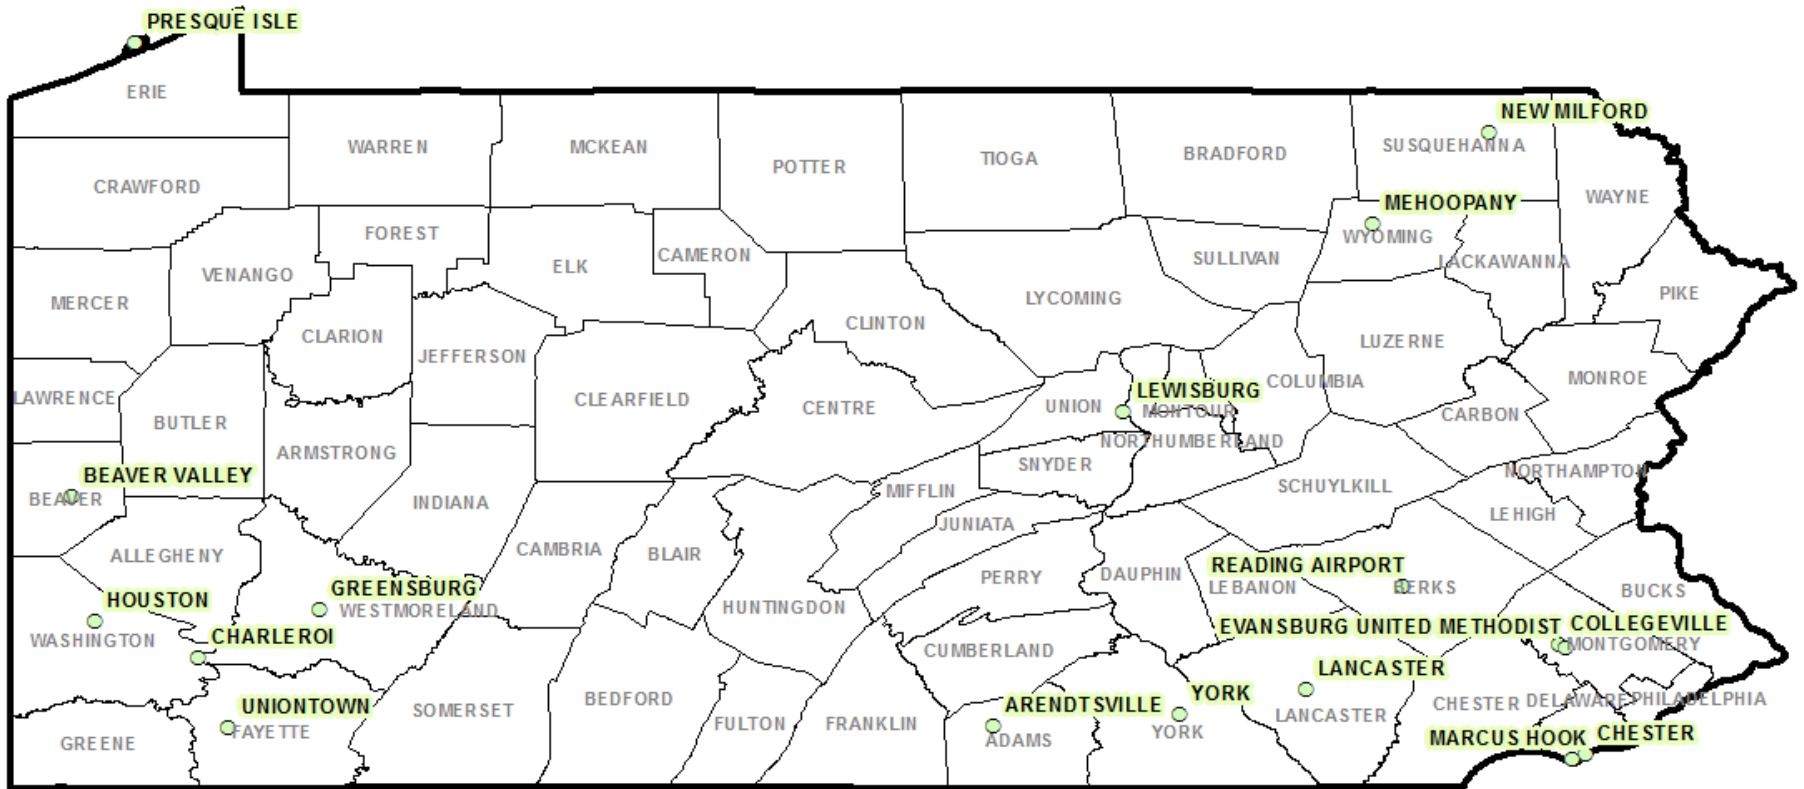 PRESQUE ISLE
ERIE
NEW MILFORD
WARREN
MCKEAN
SUSQUEHANNA
BRADFORD
TIOGA
POTTER
CRAWFORD
WAYNE
MEHOOPANY
FOREST
WYOMING
CAMERON
SULLIVAN
LACKAWANNA
ELK
VENANGO
PIKE
LYCOMING
MERCER
CLINTON
CLARION
LUZERNE
JEFFERSON
MONROE
COLUMBIA
LEWISBURG
LAWRENCE
CLEARFIELD
CENTRE
UNION
MONTOUR
CARBON
BUTLER
NORTHUMBERLAND
ARMSTRONG
SNYDER
NORTHAMPTON
BEAVER VALLEY
SCHUYLKILL
MIFFLIN
BEAVER
INDIANA
LEHIGH
JUNIATA
CAMBRIA
BLAIR
ALLEGHENY
READING AIRPORT
DAUPHIN
PERRY
LEBANON
BERKS
BUCKS
GREENSBURG
HOUSTON
WESTMORELAND
HUNTINGDON
EVANSBURG UNITED METHODIST
COLLEGEVILLE
CHARLEROI
WASHINGTON
MONTGOMERY
CUMBERLAND
LANCASTER
YORK
BEDFORD
CHESTER
DELAWARE
PHILADELPHIA
UNIONTOWN
ARENDTSVILLE
SOMERSET
LANCASTER
FULTON
FRANKLIN
FAYETTE
YORK
CHESTER
MARCUS HOOK
ADAMS
GREENE